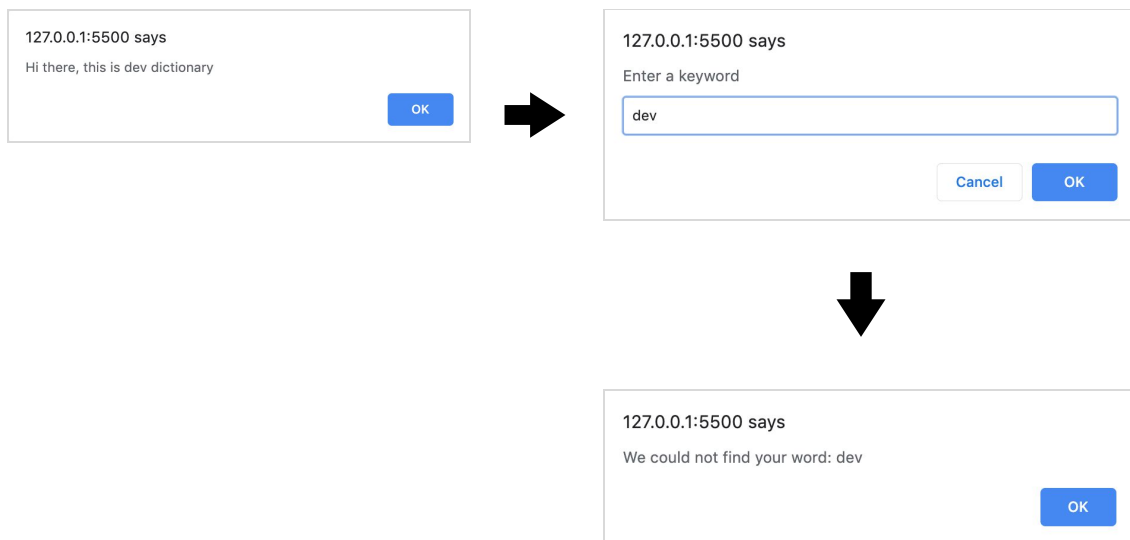 127.0.0.1:5500 says
Hi there, this is dev dictionary
OK
127.0.0.1:5500 says
Enter a keyword
dev
Cancel OK
127.0.0.1:5500 says
We could not find your word: dev
OK